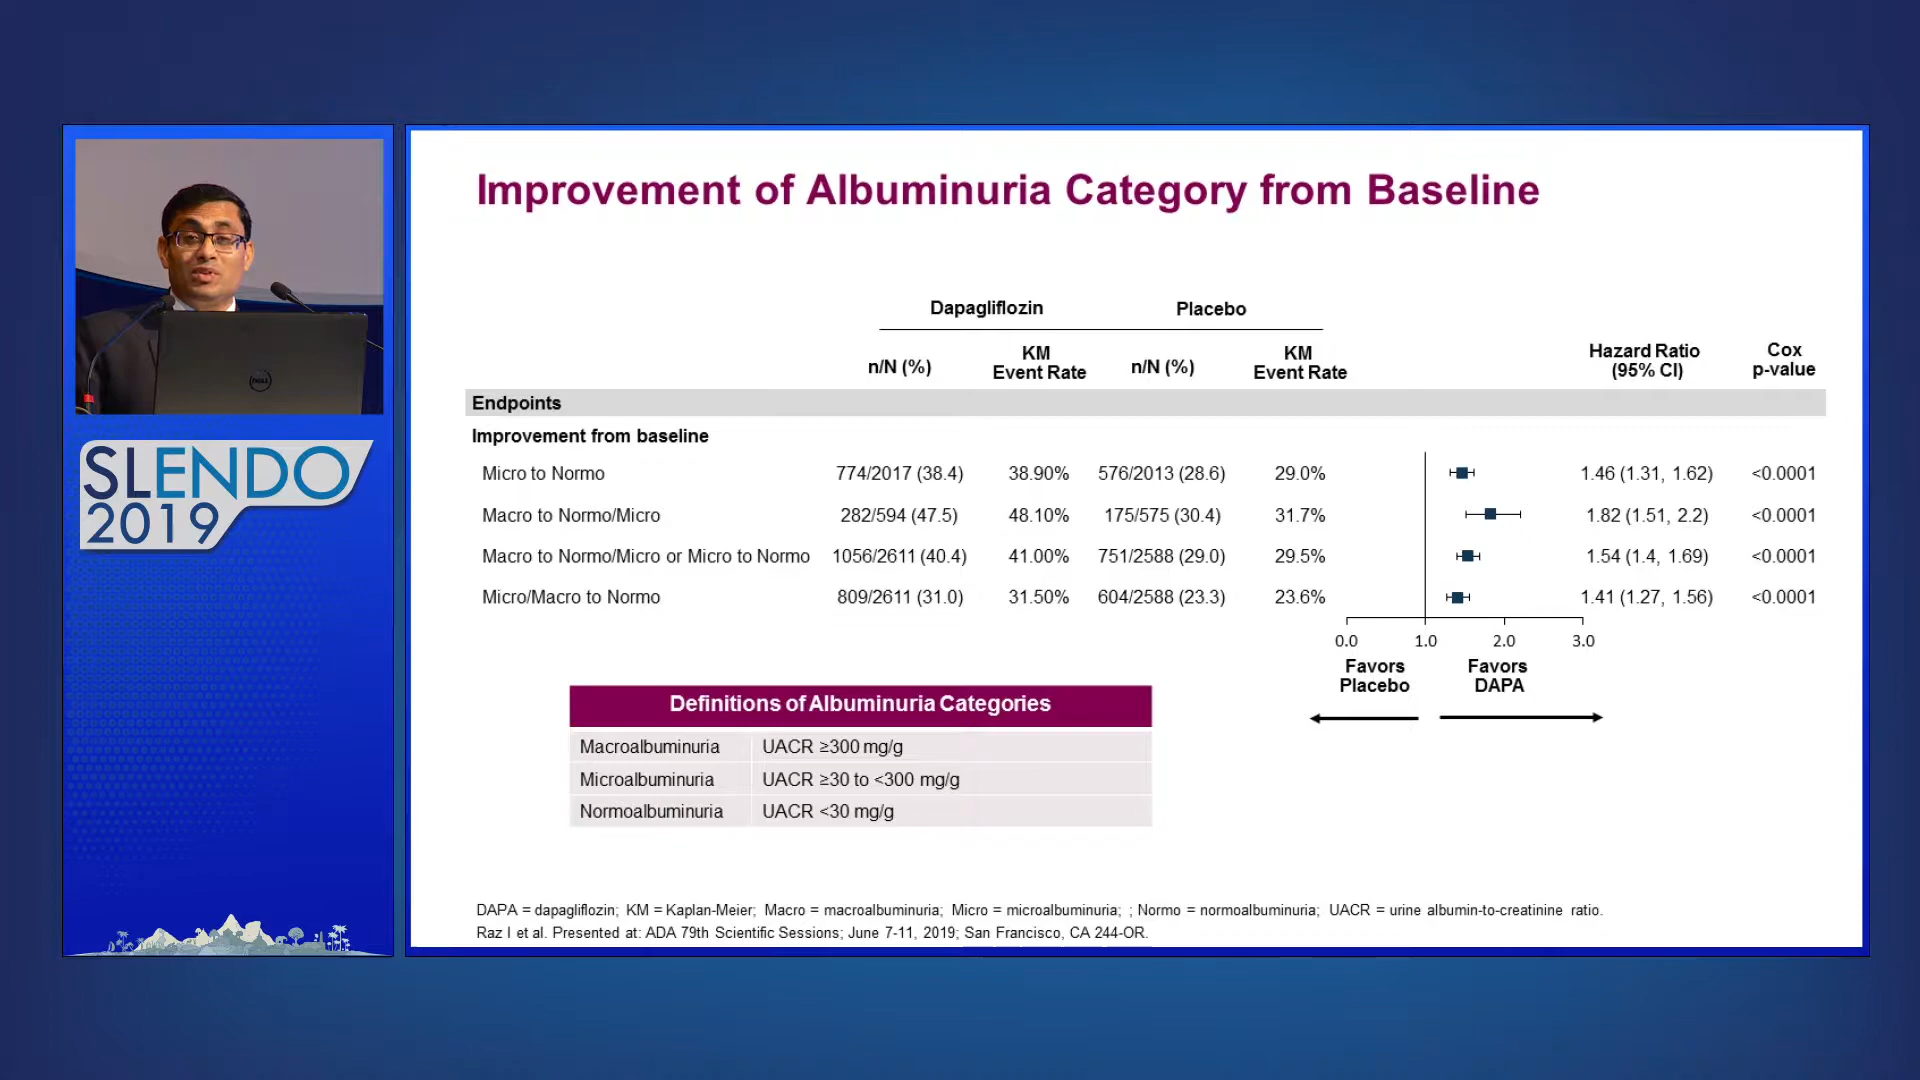 Improvement of Albuminuria Category from Baseline
Dapagliflozin Placebo
n/N (%) KM Event Rate n/N (%) KM Event Rate Hazard Ratio (95% CI) Cox p-value
Endpoints
Improvement from baseline
Micro to Normo 774/2017 (38.4) 38.90% 576/2013 (28.6) 29.0% 1.46 (1.31, 1.62) <0.0001
Macro to Normo/Micro 282/594 (47.5) 48.10% 175/575 (30.4) 31.7% 1.82 (1.51, 2.2) <0.0001
Macro to Normo/Micro or Micro to Normo 1056/2611 (40.4) 41.00% 751/2588 (29.0) 29.5% 1.54 (1.4, 1.69) <0.0001
Micro/Macro to Normo 809/2611 (31.0) 31.50% 604/2588 (23.3) 23.6% 1.41 (1.27, 1.56) <0.0001
0.0 1.0 2.0 3.0
Favors Placebo Favors DAPA
Definitions of Albuminuria Categories
Macroalbuminuria UACR ≥300 mg/g
Microalbuminuria UACR ≥30 to <300 mg/g
Normoalbuminuria UACR <30 mg/g
DAPA = dapagliflozin; KM = Kaplan-Meier; Macro = macroalbuminuria; Micro = microalbuminuria; ; Normo = normoalbuminuria; UACR = urine albumin-to-creatinine ratio.
Raz I et al. Presented at: ADA 79th Scientific Sessions; June 7-11, 2019; San Francisco, CA 244-OR.
DELL
SLENDO
2019